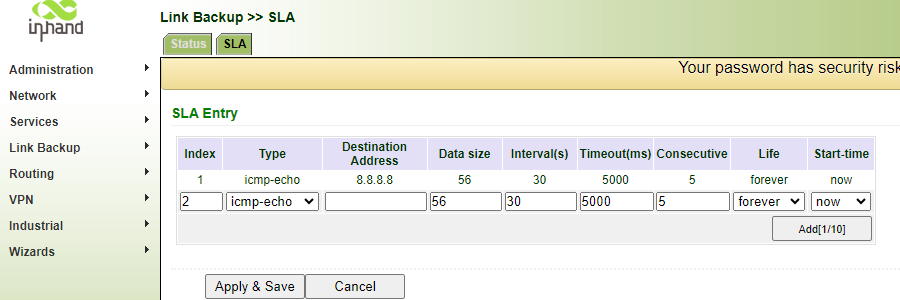 inhand
Link Backup >> SLA
Status SLA
Your password has security risk
Administration
Network
Services
Link Backup
Routing
VPN
Industrial
Wizards
SLA Entry
Index Type Destination Address Data size Interval(s) Timeout(ms) Consecutive Life Start-time
1 icmp-echo 8.8.8.8 56 30 5000 5 forever now
2 icmp-echo 56 30 5000 5 forever now
Add[1/10]
Apply & Save Cancel